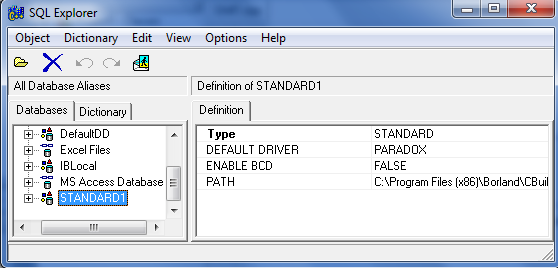 SQL Explorer
Object Dictionary Edit View Options Help
All Database Aliases
Definition of STANDARD1
Databases Dictionary
DefaultDD
Excel Files
IBLocal
MS Access Database
STANDARD1
Definition
Type STANDARD
DEFAULT DRIVER PARADOX
ENABLE BCD FALSE
PATH C:\Program Files (x86)\Borland\CBuil